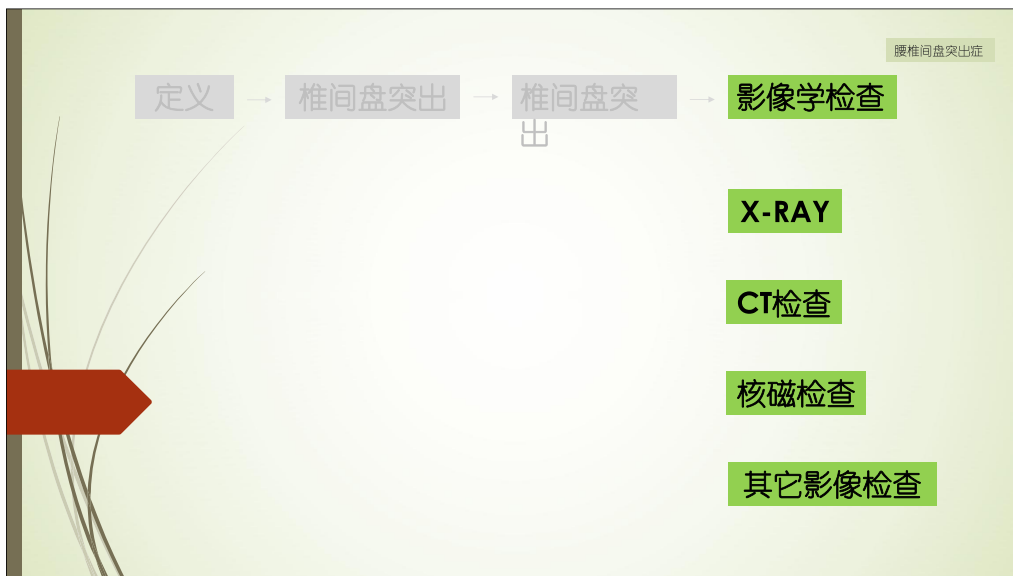 腰椎间盘突出症
定义
椎间盘突出
椎间盘突
出
影像学检查
X-RAY
CT检查
核磁检查
其它影像检查